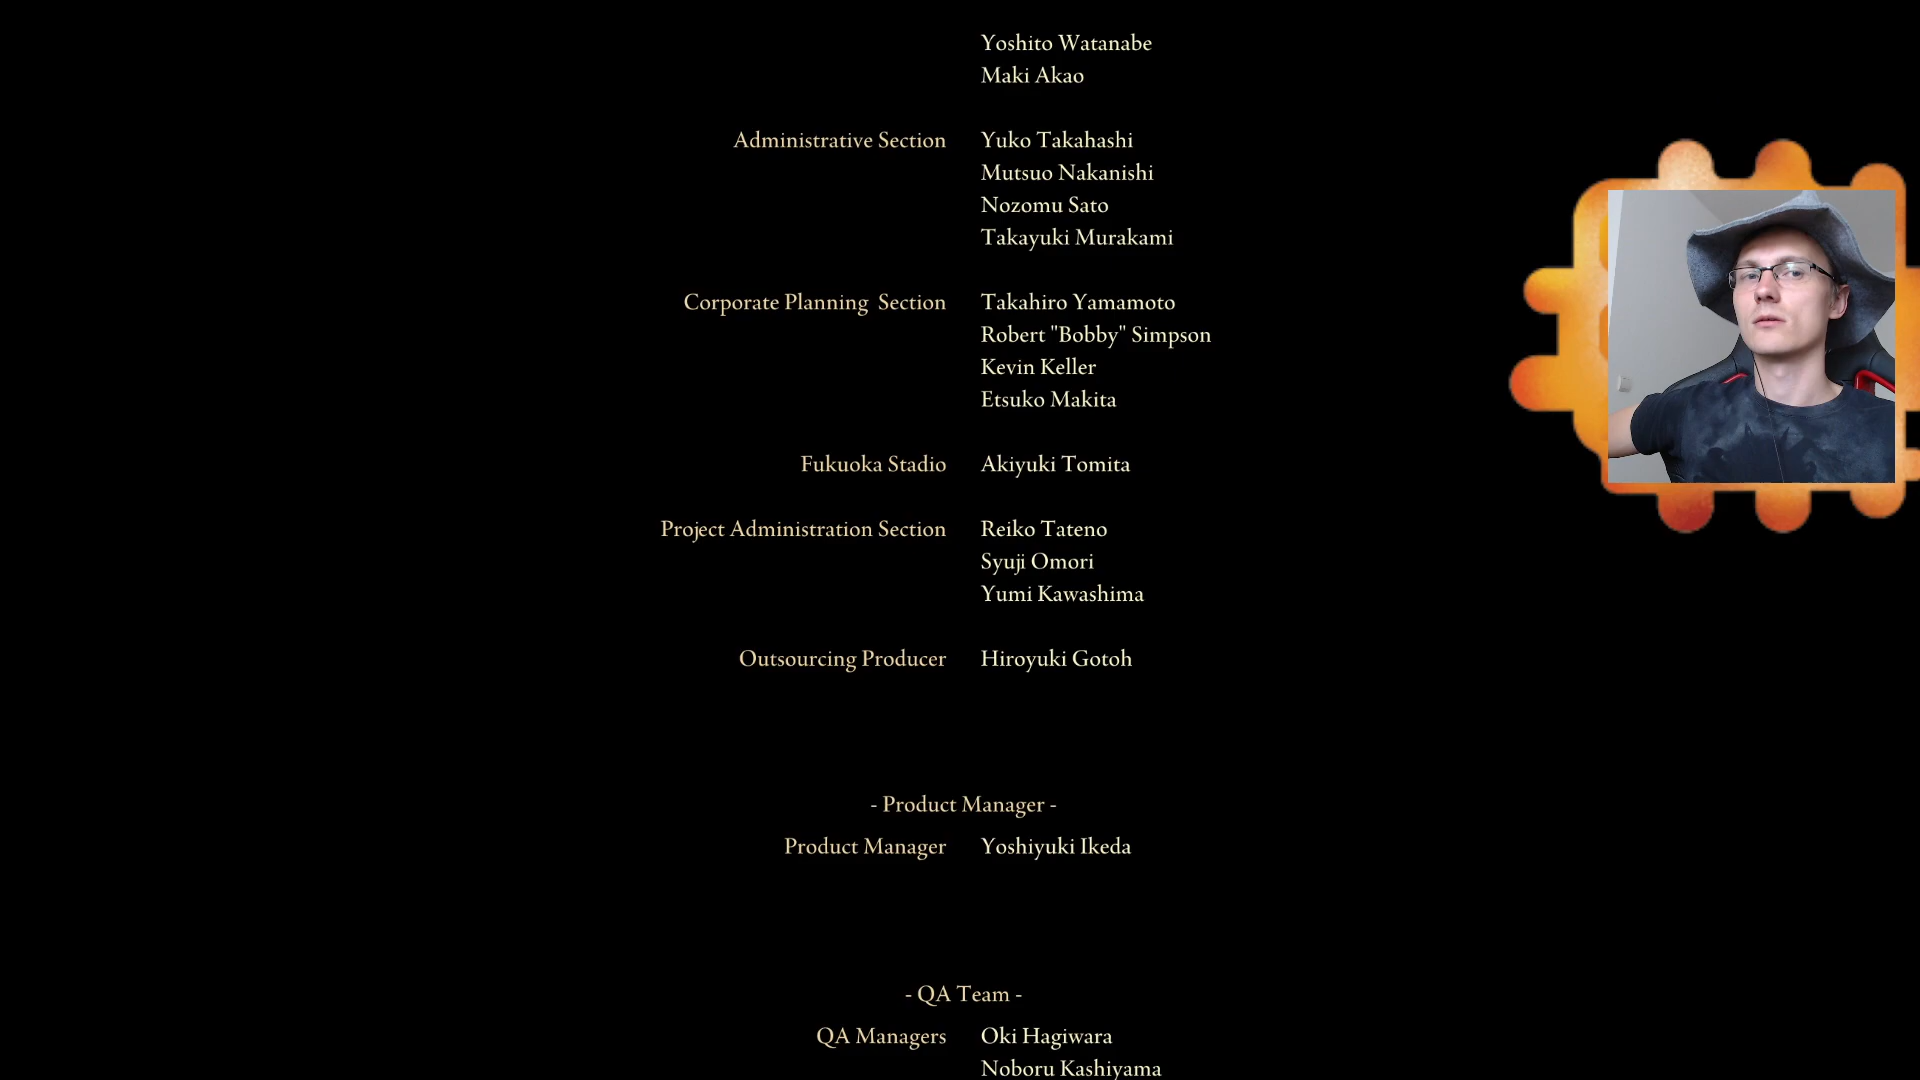 Yoshito Watanabe
Maki Akao
Administrative Section Yuko Takahashi
Mutsuo Nakanishi
Nozomu Sato
Takayuki Murakami
Corporate Planning  Section Takahiro Yamamoto
Robert "Bobby" Simpson
Kevin Keller
Etsuko Makita
Fukuoka Stadio Akiyuki Tomita
Project Administration Section Reiko Tateno
Syuji Omori
Yumi Kawashima
Outsourcing Producer Hiroyuki Gotoh
- Product Manager -
Product Manager Yoshiyuki Ikeda
- QA Team -
QA Managers Oki Hagiwara
Noboru Kashiyama